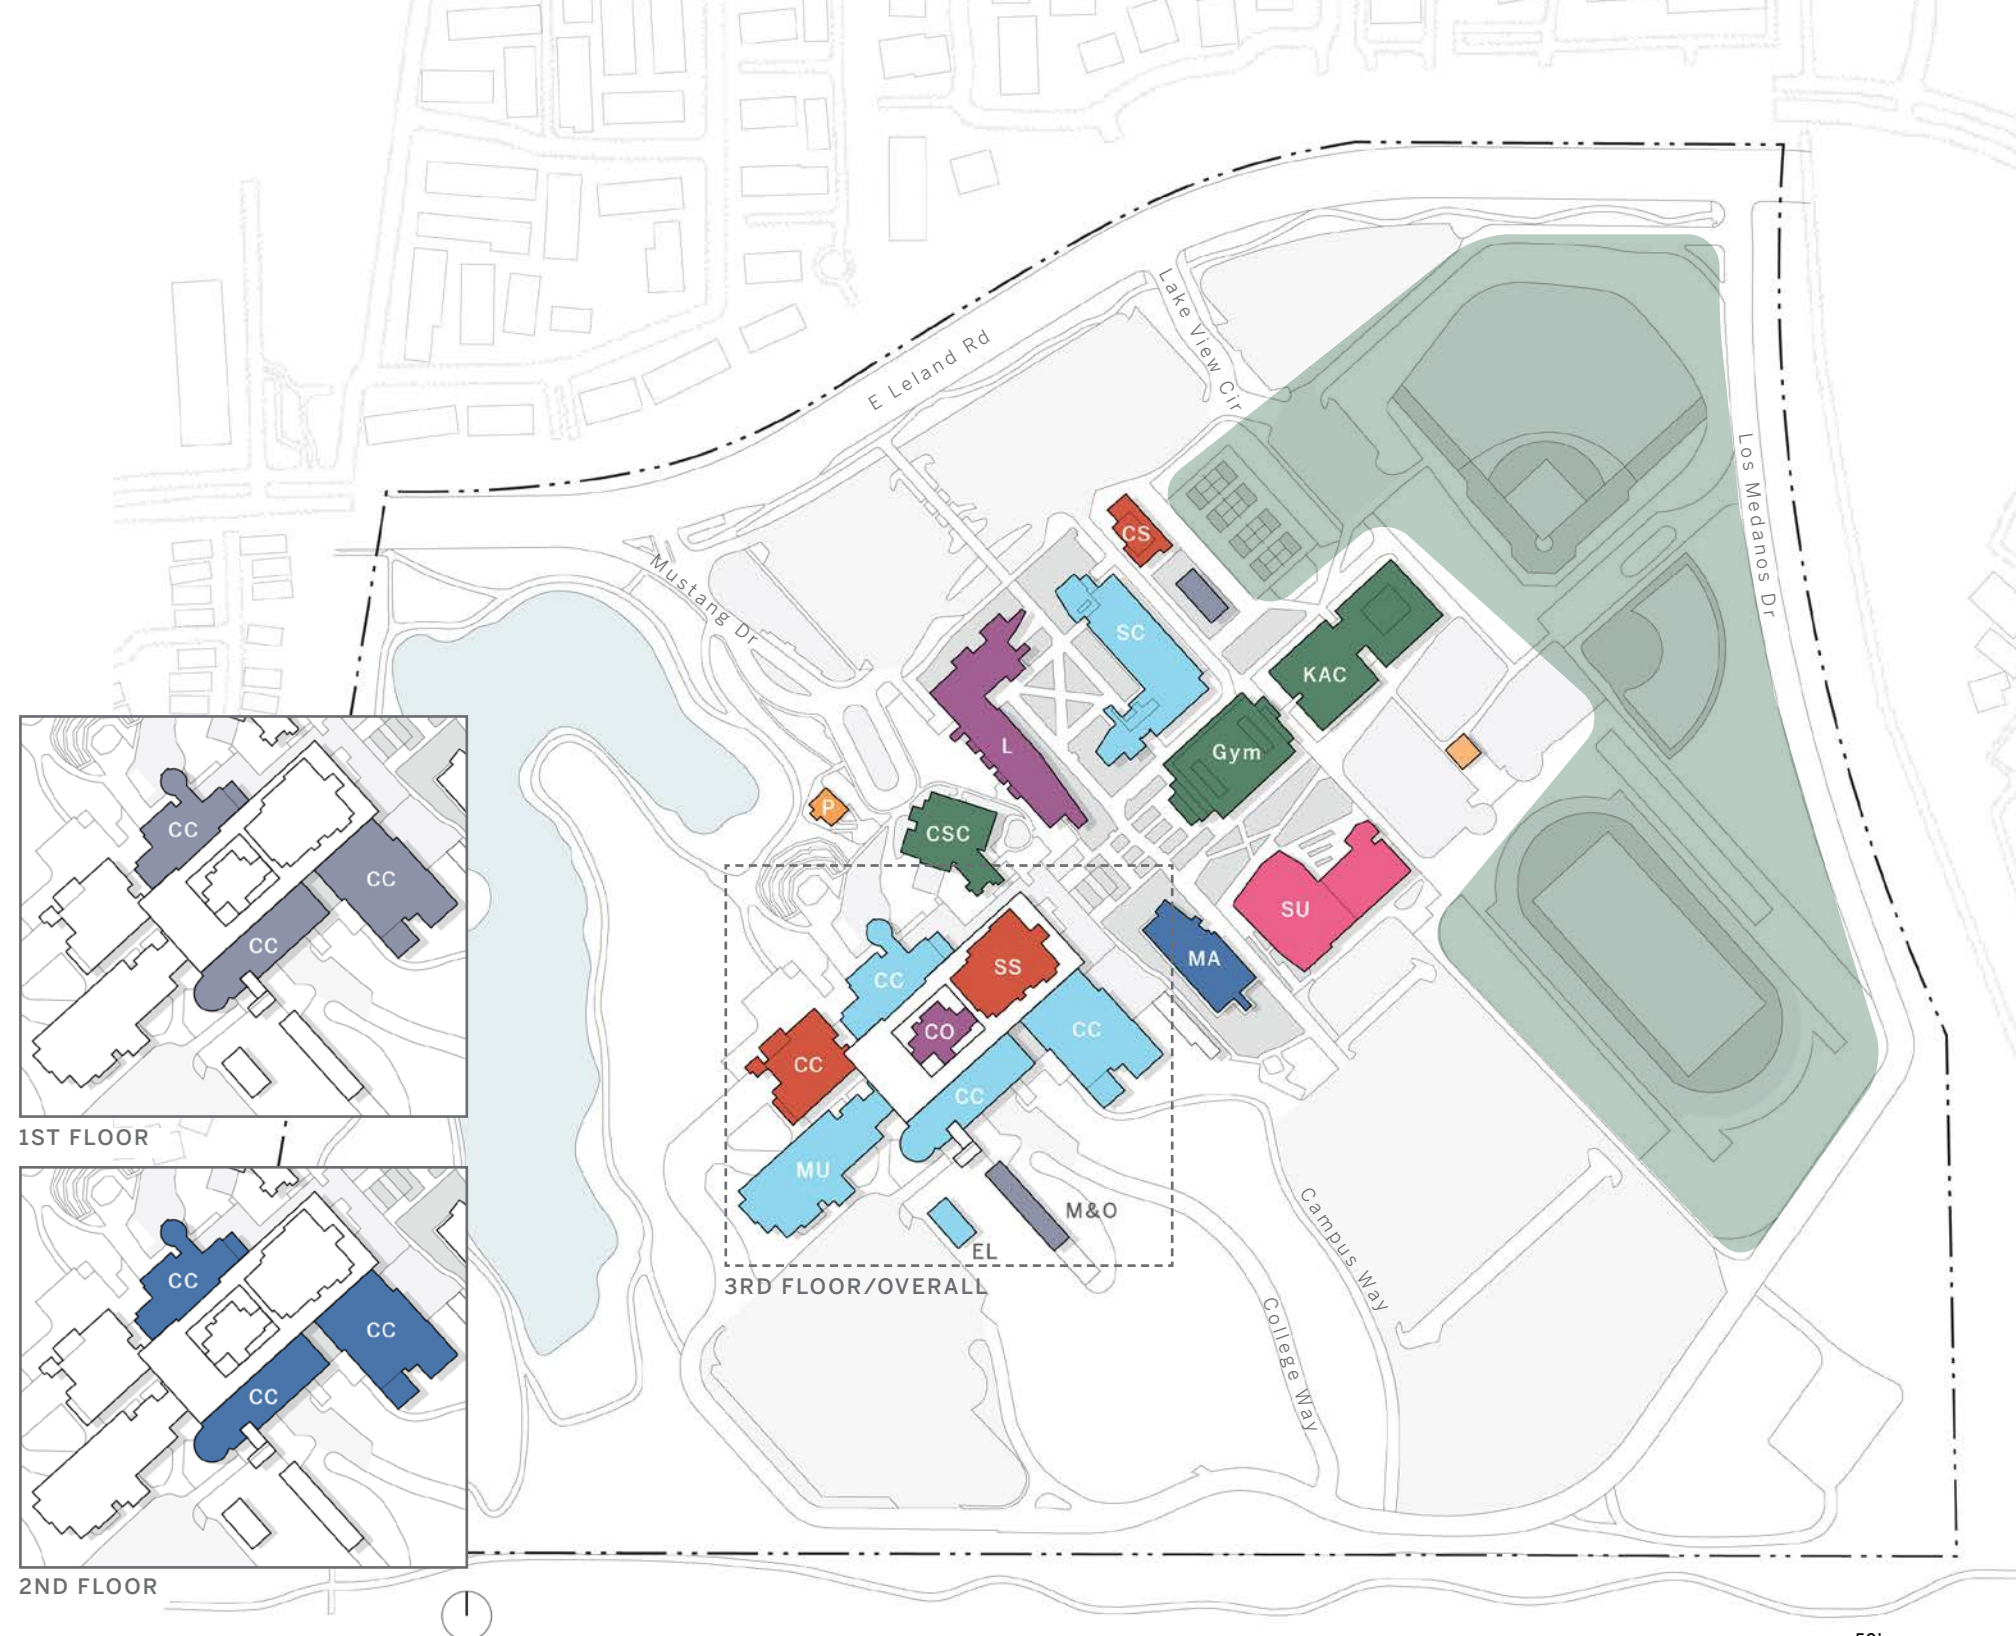 E Leland Rd
Lake View Cir
Los Medanos Dr
Mustang Dr
CS
SC
KAC
L
Gym
P
CSC
SU
MA
SS
CC
CO
CC
CC
CC
MU
M&O
EL
3RD FLOOR/OVERALL
Campus Way
College Way
CC
CC
CC
1ST FLOOR
CC
CC
CC
2ND FLOOR